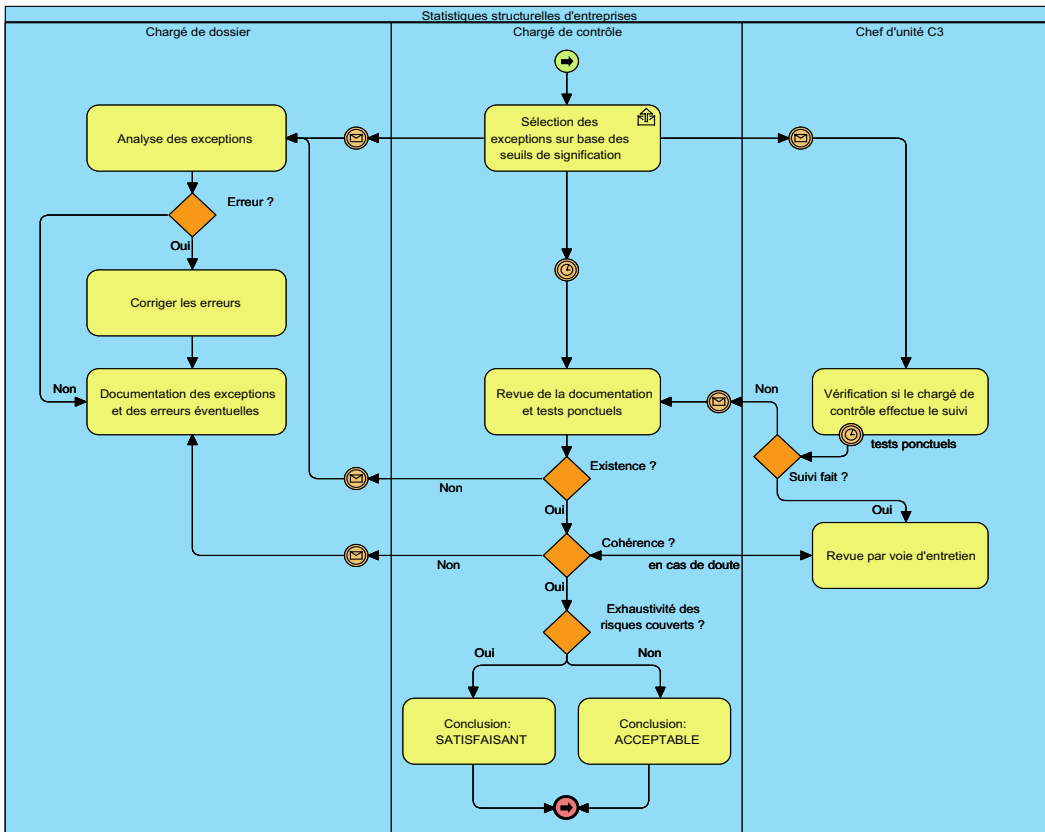 Statistiques structurelles d'entreprises
Chargé de dossier
Chargé de contrôle
Chef d'unité C3
Analyse des exceptions
Sélection des
exceptions sur base des
seuils de signification
Erreur ?
Oui
Corriger les erreurs
Non
Documentation des exceptions
et des erreurs éventuelles
Revue de la documentation
et tests ponctuels
Non
Vérification si le chargé de
contrôle effectue le suivi
tests ponctuels
Suivi fait ?
Existence ?
Non
Oui
Oui
Cohérence ?
Non
en cas de doute
Revue par voie d'entretien
Oui
Exhaustivité des
risques couverts ?
Oui
Non
Conclusion:
SATISFAISANT
Conclusion:
ACCEPTABLE